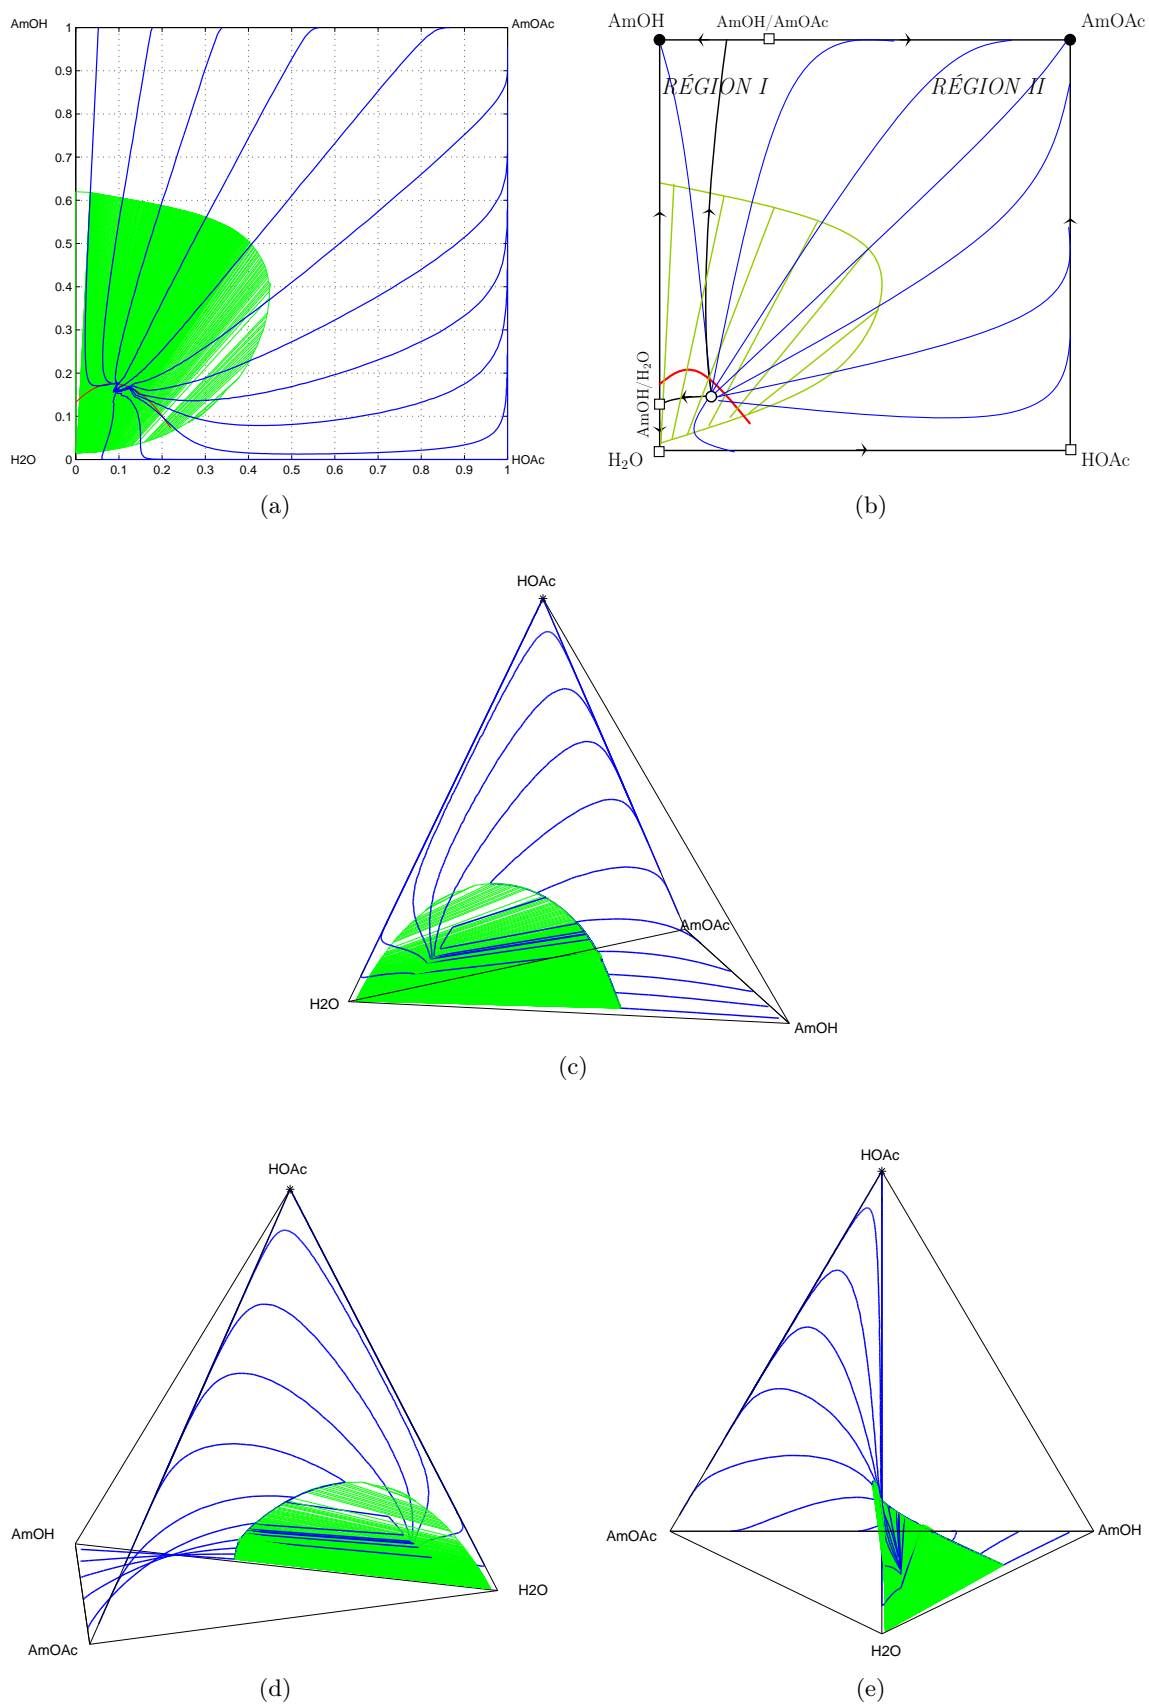 AmOH
AmOAc
1
0.9
0.8
0.7
0.6
0.5
0.4
0.3
0.2
0.1
0
H2O
HOAc
0 0.1 0.2 0.3 0.4 0.5 0.6 0.7 0.8 0.9 1
(a)
AmOH
AmOH/AmOAc
AmOAc
RÉGION I
RÉGION II
AmOH/H₂O
H₂O
HOAc
(b)
HOAc
AmOAc
H2O
AmOH
(c)
HOAc
AmOH
H2O
AmOAc
(d)
HOAc
AmOAc
AmOH
H2O
(e)